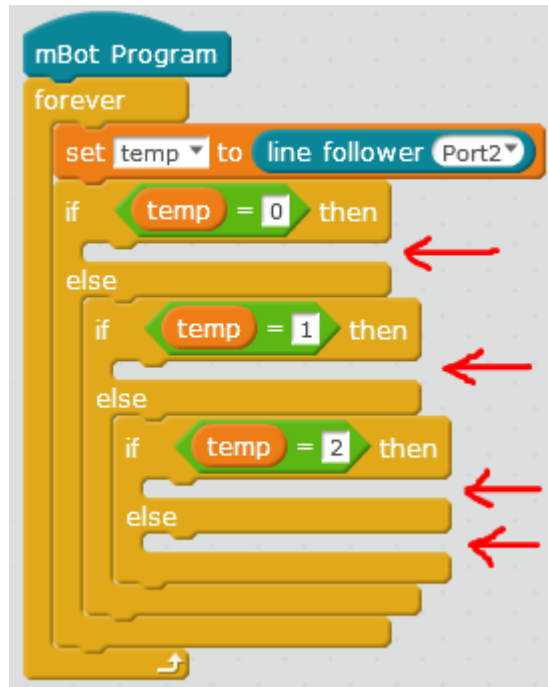 mBot Program
forever
set temp to line follower Port2
if temp = 0 then
else
if temp = 1 then
else
if temp = 2 then
else